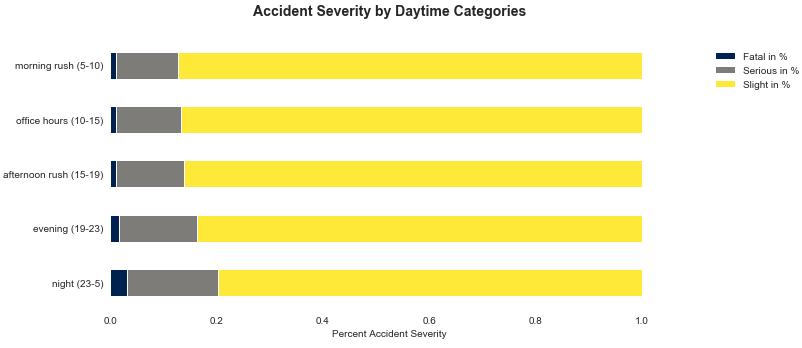 Accident Severity by Daytime Categories
morning rush (5-10)
office hours (10-15)
afternoon rush (15-19)
evening (19-23)
night (23-5)
0.0 0.2 0.4 0.6 0.8 1.0
Percent Accident Severity
Fatal in %
Serious in %
Slight in %